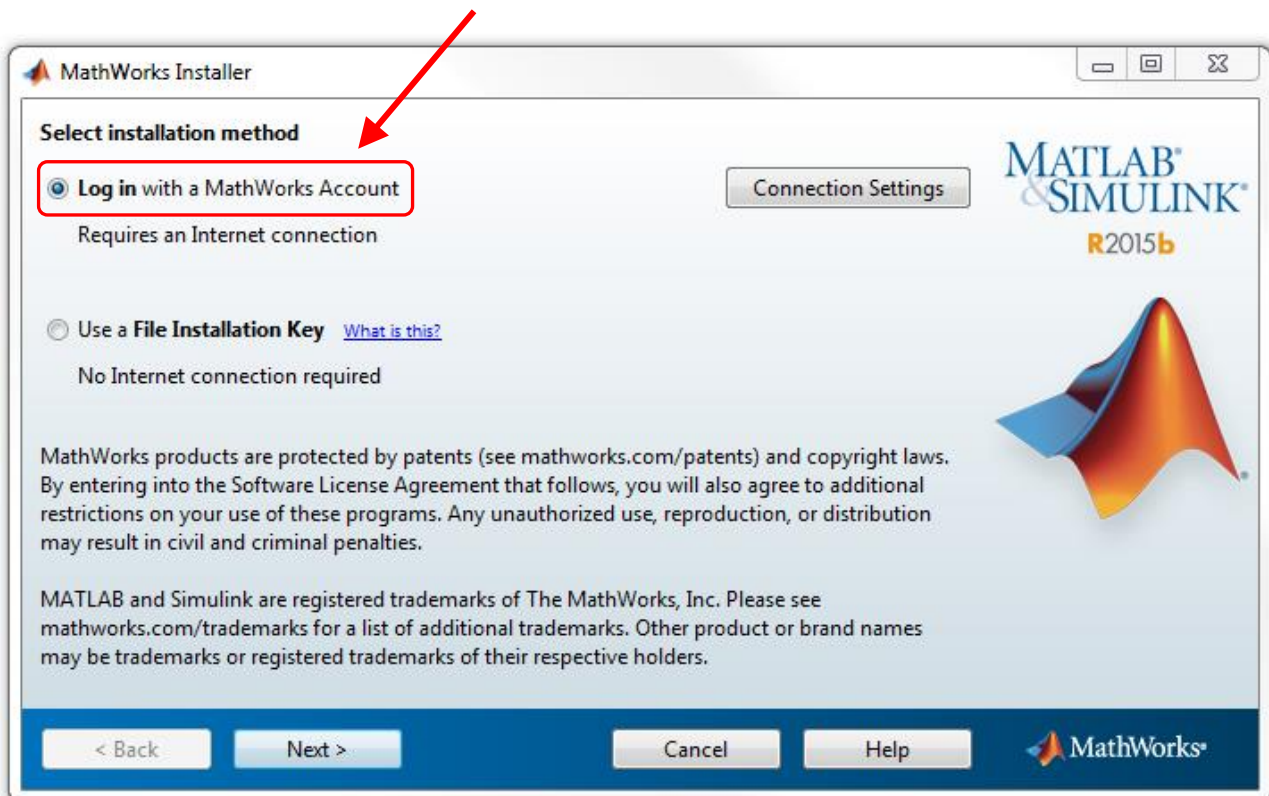 MathWorks Installer
Select installation method
Log in with a MathWorks Account
Connection Settings
Requires an Internet connection
MATLAB®
&SIMULINK®
R2015b
Use a File Installation Key What is this?
No Internet connection required
MathWorks products are protected by patents (see mathworks.com/patents) and copyright laws.
By entering into the Software License Agreement that follows, you will also agree to additional
restrictions on your use of these programs. Any unauthorized use, reproduction, or distribution
may result in civil and criminal penalties.
MATLAB and Simulink are registered trademarks of The MathWorks, Inc. Please see
mathworks.com/trademarks for a list of additional trademarks. Other product or brand names
may be trademarks or registered trademarks of their respective holders.
< Back Next > Cancel Help MathWorks®